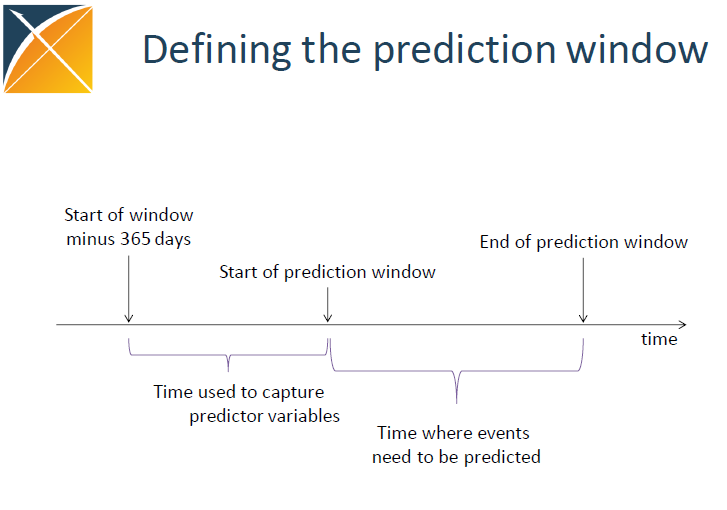 Defining the prediction window
Start of window
minus 365 days
Start of prediction window
End of prediction window
time
Time used to capture
predictor variables
Time where events
need to be predicted